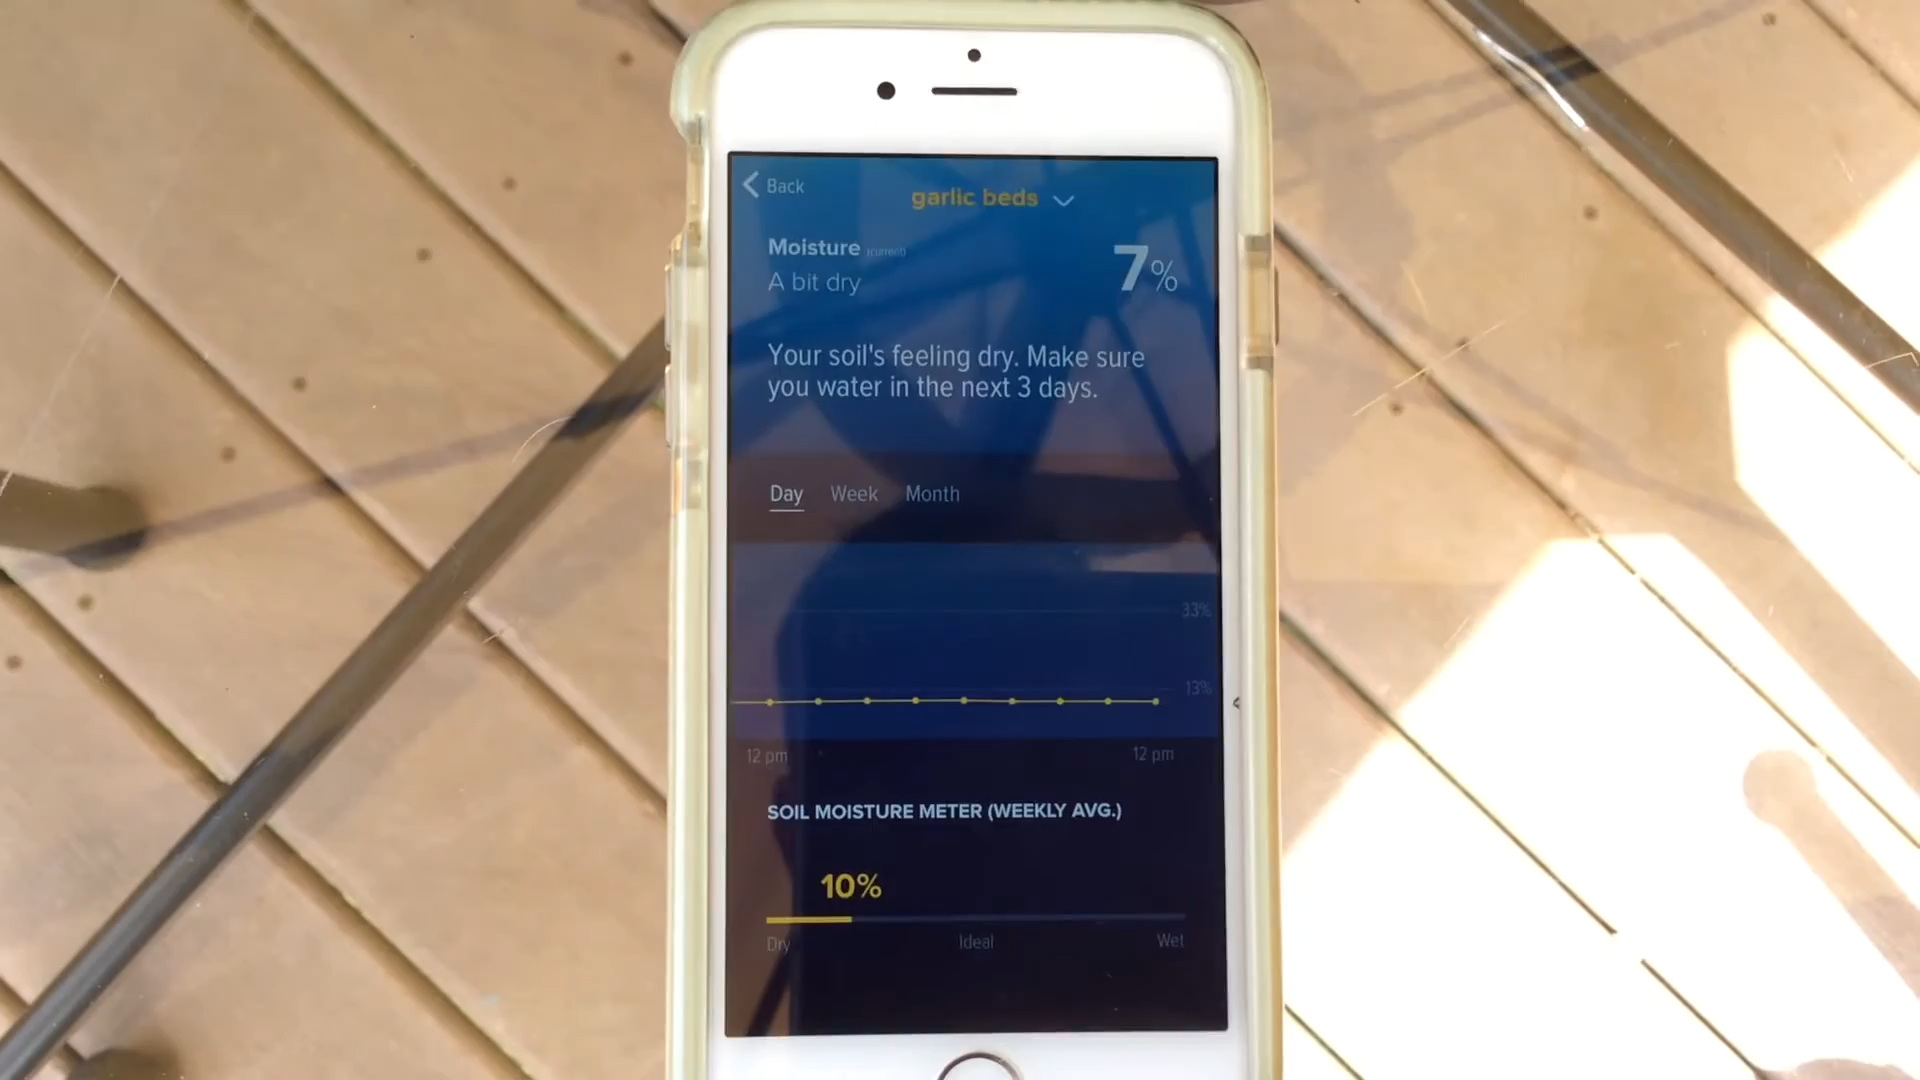 Back
garlic beds
Moisture (current)
7%
A bit dry
Your soil's feeling dry. Make sure
you water in the next 3 days.
Day Week Month
33%
13%
12 pm 12 pm
SOIL MOISTURE METER (WEEKLY AVG.)
10%
Dry Ideal Wet